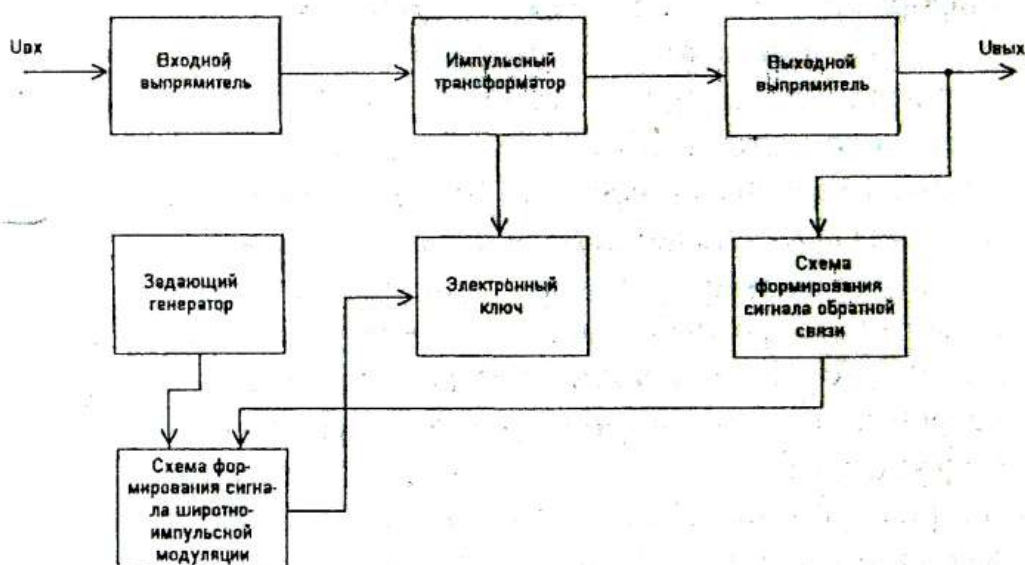 Uвх
Входной
выпрямитель
Импульсный
трансформатор
Выходной
выпрямитель
Uвых
Задающий
генератор
Электронный
ключ
Схема
формирования
сигнала обратной
связи
Схема фор-
мирования сигна-
ла широтно-
импульсной
модуляции